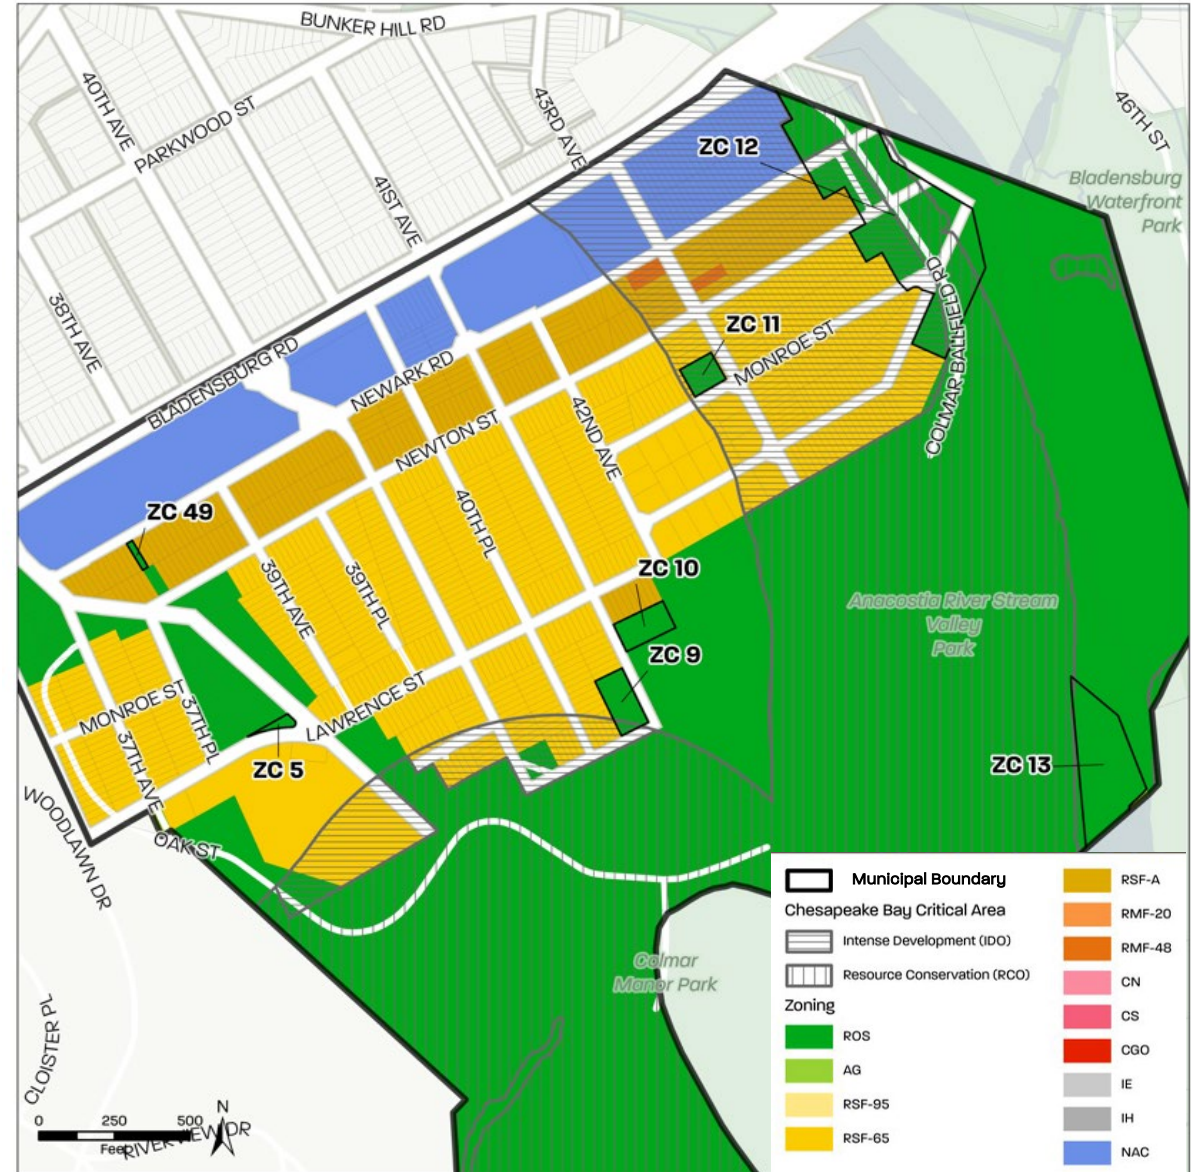 BUNKER HILL RD
40TH AVE
PARKWOOD ST
43RD AVE
46TH ST
41ST AVE
ZC 12
Bladensburg
Waterfront
Park
38TH AVE
BLADENSBURG RD
NEWARK RD
ZC 11
MONROE ST
COLMAR BALLFIELD RD
NEWTON ST
42ND AVE
ZC 49
40TH PL
39TH AVE
39TH PL
ZC 10
Anacostia River Stream
Valley
Park
ZC 9
MONROE ST
37TH PL
LAWRENCE ST
37TH AVE
ZC 5
ZC 13
WOODLAWN DR
OAK ST
Colmar
Manor Park
CLOISTER PL
RIVERVIEW DR
0 250 500
Feet
N
Municipal Boundary
Chesapeake Bay Critical Area
Intense Development (IDO)
Resource Conservation (RCO)
Zoning
ROS
AG
RSF-95
RSF-65
RSF-A
RMF-20
RMF-48
CN
CS
CGO
IE
IH
NAC